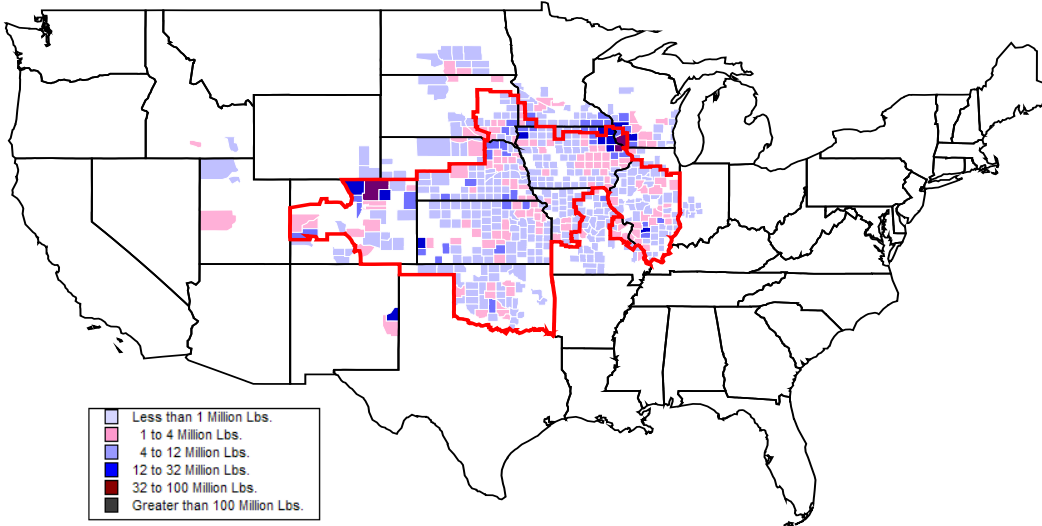 Less than 1 Million Lbs.
1 to 4 Million Lbs.
4 to 12 Million Lbs.
12 to 32 Million Lbs.
32 to 100 Million Lbs.
Greater than 100 Million Lbs.